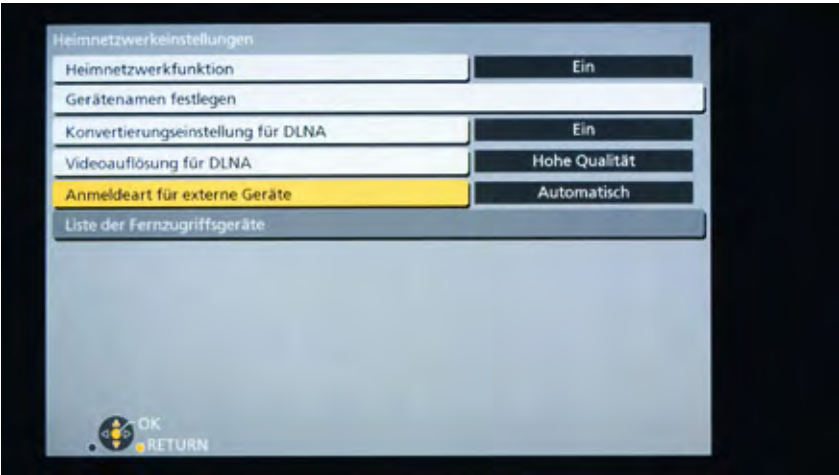 Heimnetzwerkeinstellungen
Heimnetzwerkfunktion Ein
Gerätenamen festlegen
Konvertierungseinstellung für DLNA Ein
Videoauflösung für DLNA Hohe Qualität
Anmeldeart für externe Geräte Automatisch
Liste der Fernzugriffsgeräte
OK
RETURN